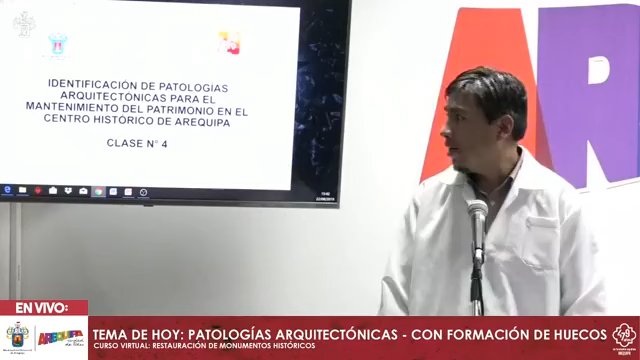 IDENTIFICACIÓN DE PATOLOGIAS
ARQUITECTÓNICAS PARA EL
MANTENIMIENTO DEL PATRIMONIO EN EL
CENTRO HISTÓRICO DE AREQUIPA
CLASE N° 4
AR
EN VIVO:
AREQUIPA
TEMA DE HOY: PATOLOGÍAS ARQUITECTÓNICAS - CON FORMACIÓN DE HUECOS
CURSO VIRTUAL: RESTAURACIÓN DE MONUMENTOS HISTÓRICOS